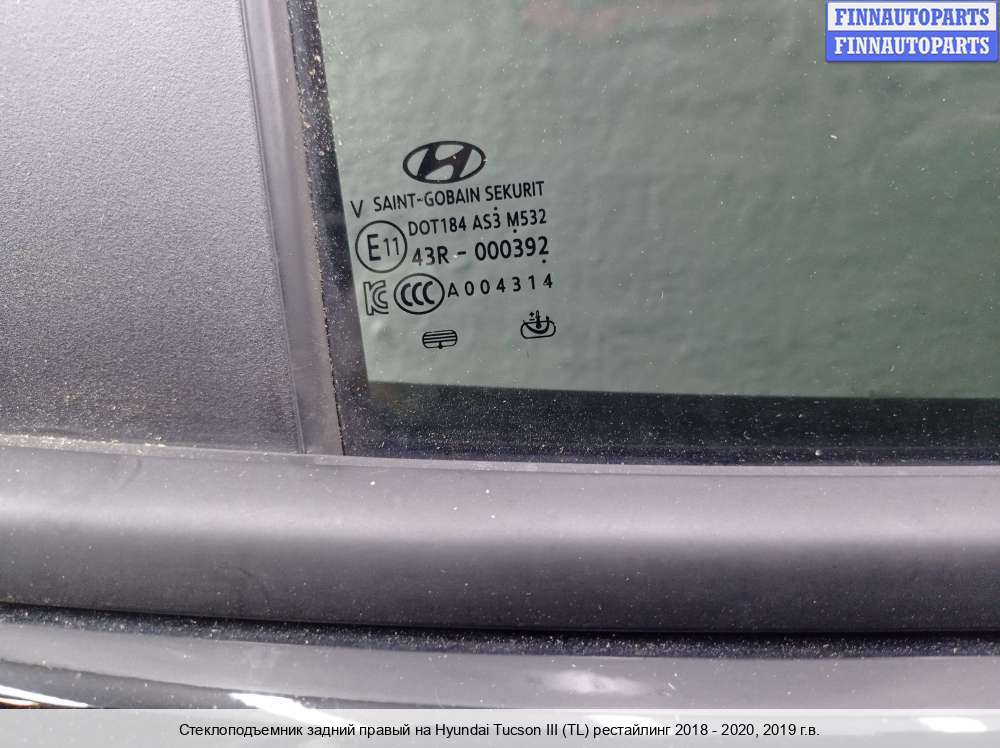 FINNAUTOPARTS
FINNAUTOPARTS
SAINT-GOBAIN SEKURIT
V
DOT184 AS3 M532
E11
43R - 000392
KC CCC A004314
Стеклоподъемник задний правый на Hyundai Tucson III (TL) рестайлинг 2018 - 2020, 2019 г.в.